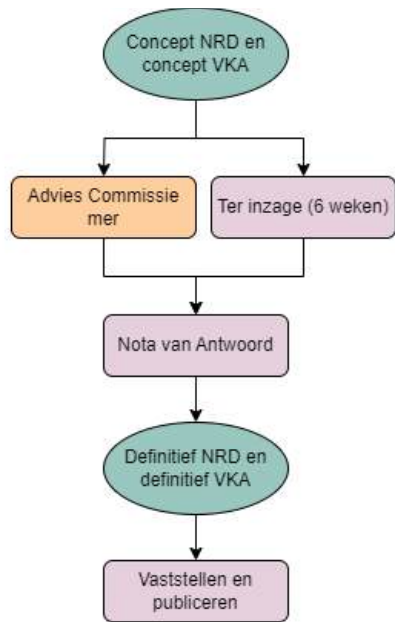 Concept NRD en
concept VKA
Advies Commissie
mer
Ter inzage (6 weken)
Nota van Antwoord
Definitief NRD en
definitief VKA
Vaststellen en
publiceren